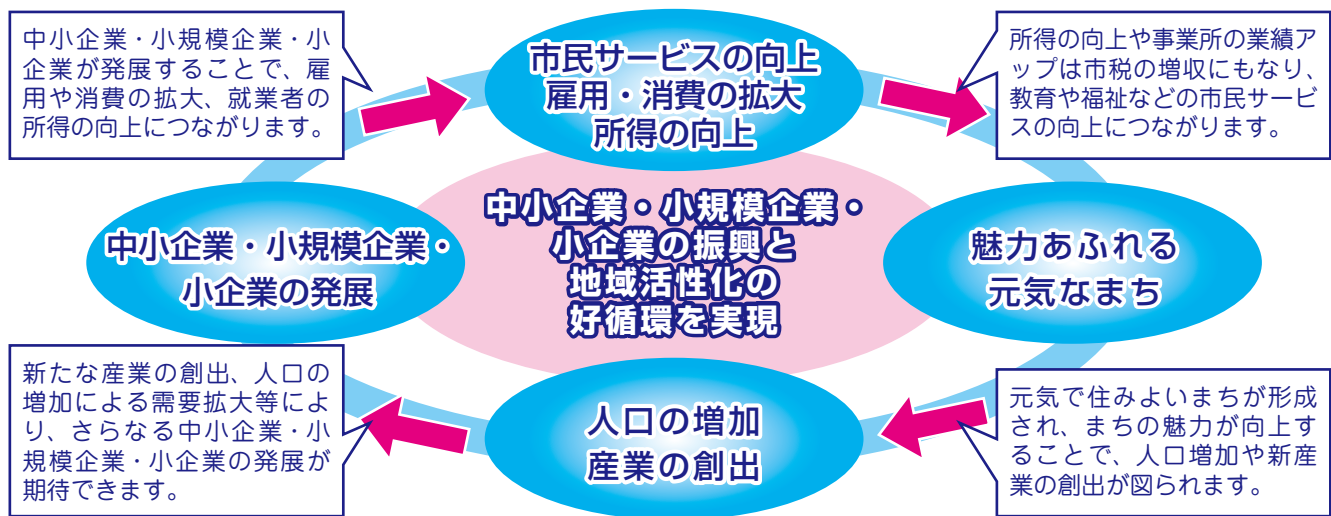 中小企業・小規模企業・小
企業が発展することで、雇
用や消費の拡大、就業者の
所得の向上につながります。
市民サービスの向上
雇用・消費の拡大
所得の向上
所得の向上や事業所の業績ア
ップは市税の増収にもなり、
教育や福祉などの市民サービ
スの向上につながります。
中小企業・小規模企業・
小企業の発展
中小企業・小規模企業・
小企業の振興と
地域活性化の
好循環を実現
魅力あふれる
元気なまち
新たな産業の創出、人口の
増加による需要拡大等によ
り、さらなる中小企業・小
規模企業・小企業の発展が
期待できます。
人口の増加
産業の創出
元気で住みよいまちが形成
され、まちの魅力が向上す
ることで、人口増加や新産
業の創出が図られます。